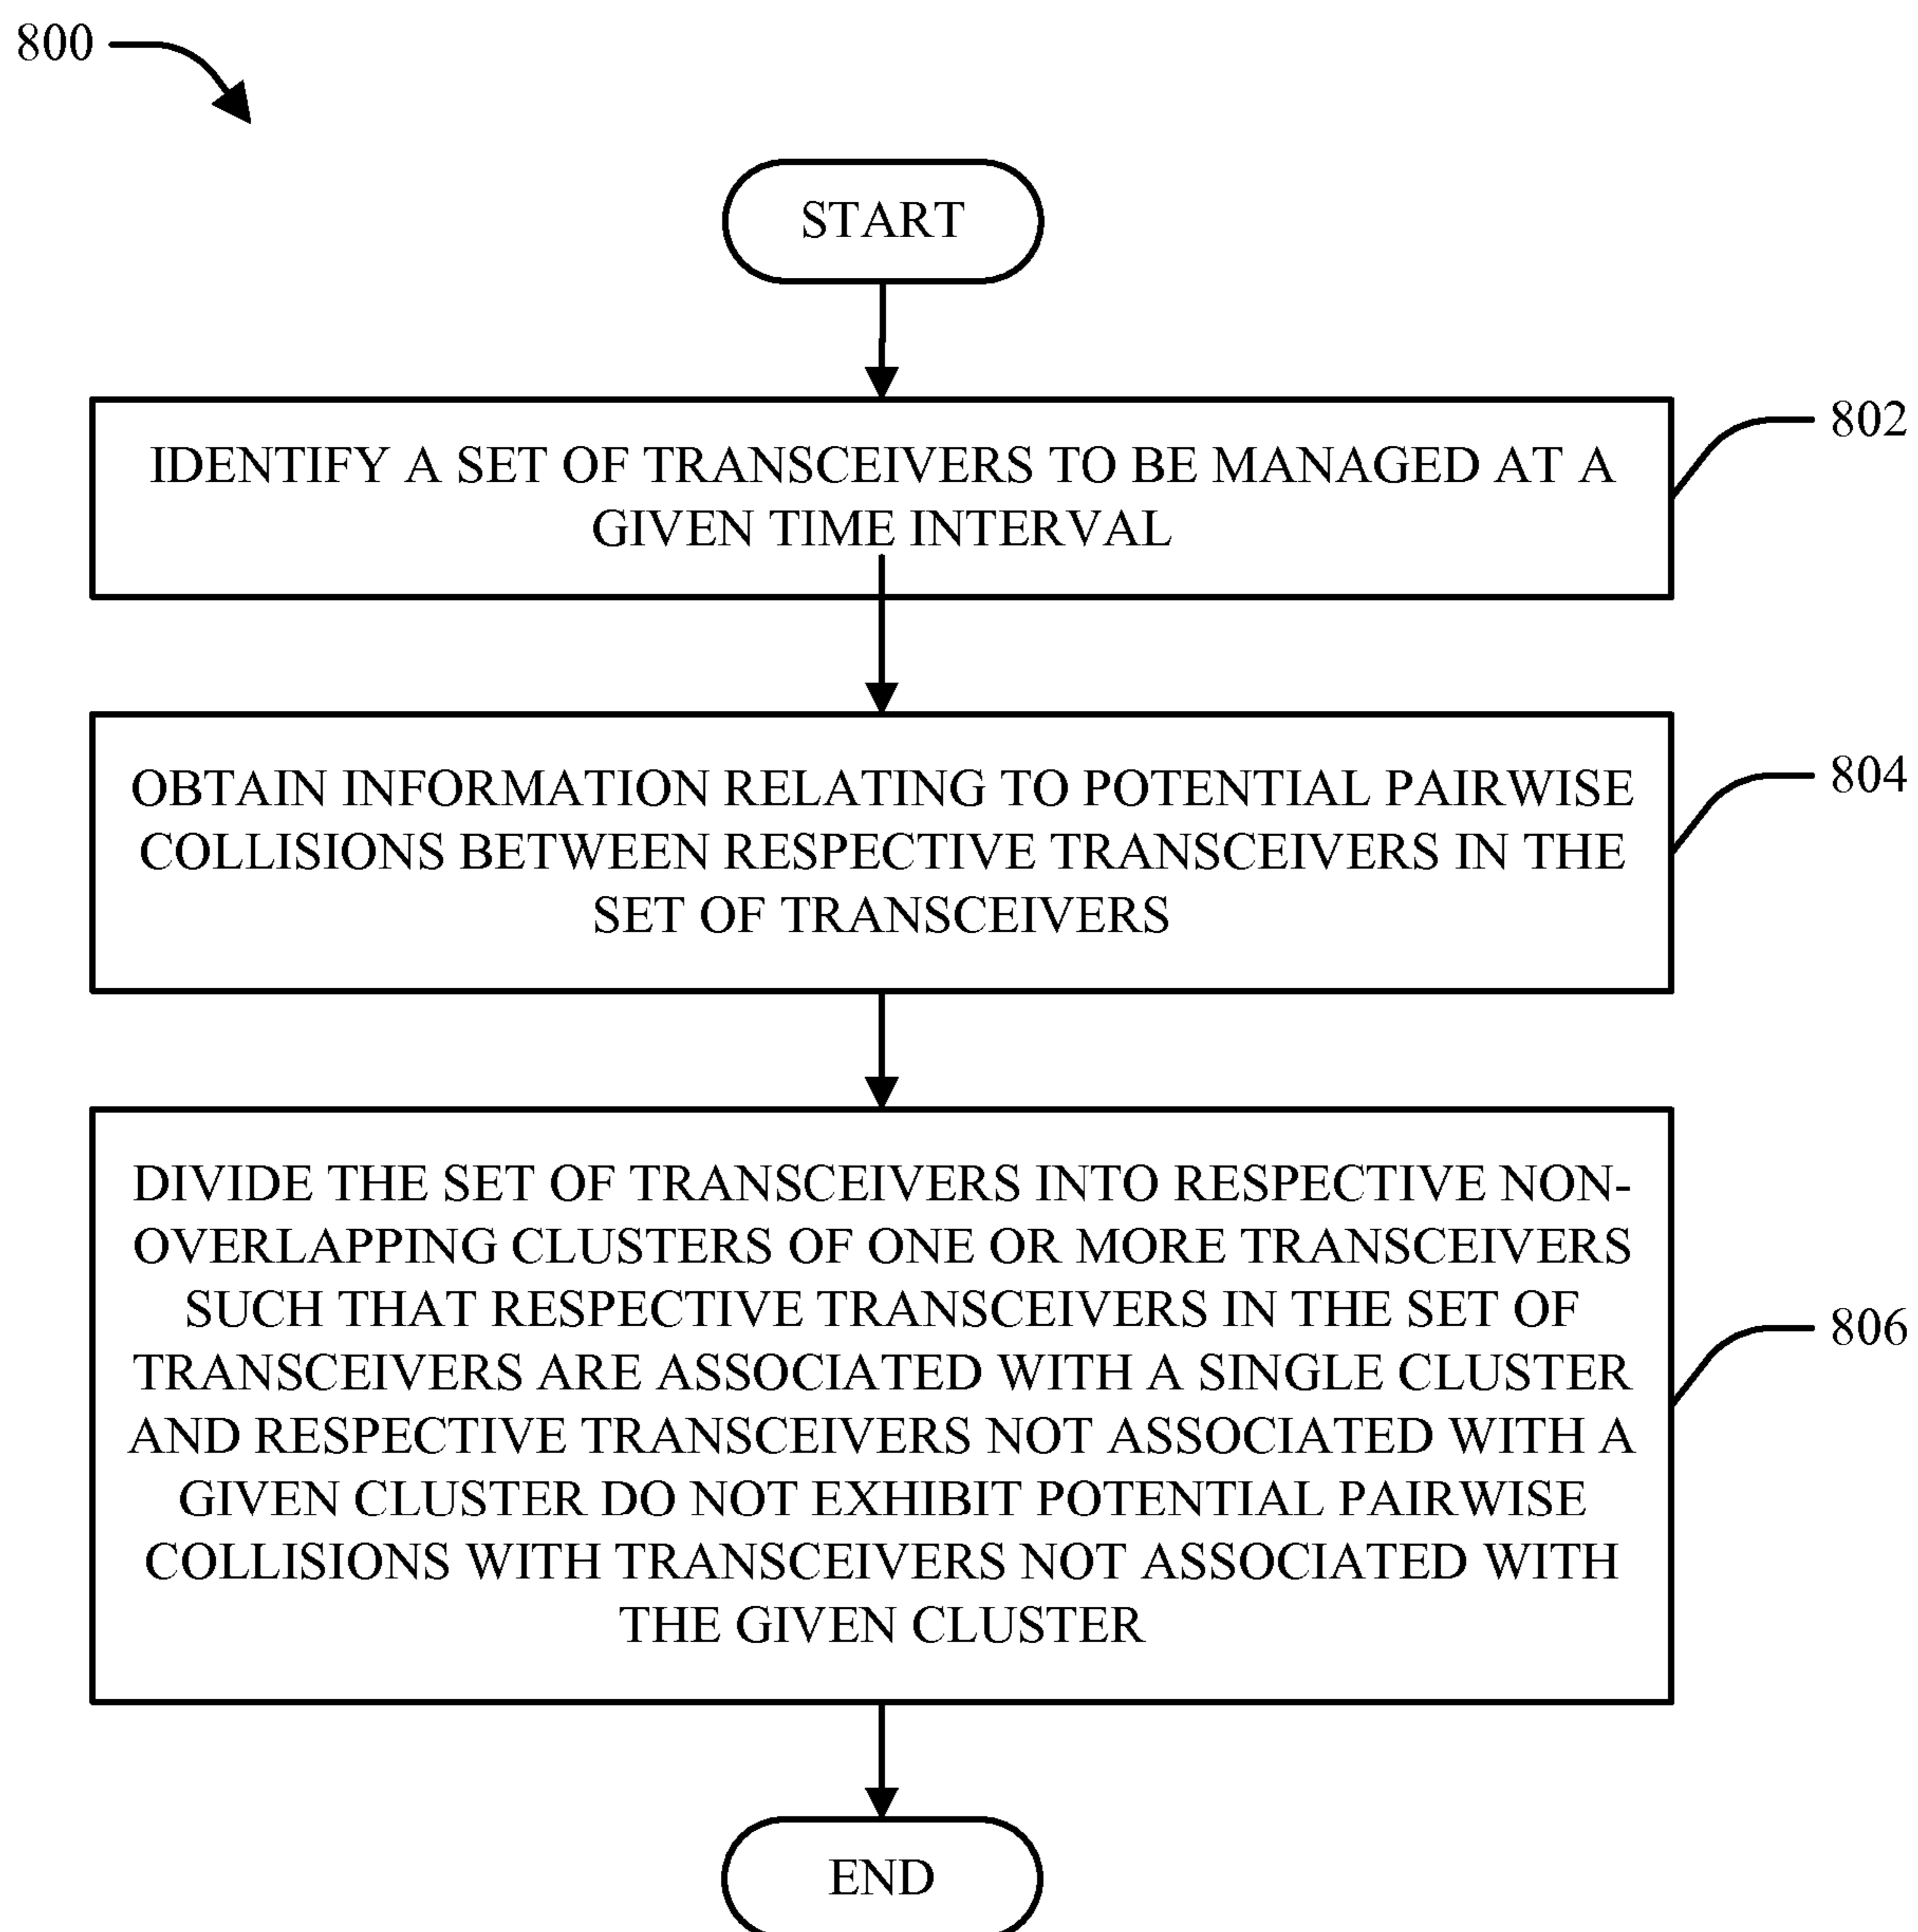 800
START
IDENTIFY A SET OF TRANSCEIVERS TO BE MANAGED AT A
GIVEN TIME INTERVAL
802
OBTAIN INFORMATION RELATING TO POTENTIAL PAIRWISE
COLLISIONS BETWEEN RESPECTIVE TRANSCEIVERS IN THE
SET OF TRANSCEIVERS
804
DIVIDE THE SET OF TRANSCEIVERS INTO RESPECTIVE NON-
OVERLAPPING CLUSTERS OF ONE OR MORE TRANSCEIVERS
SUCH THAT RESPECTIVE TRANSCEIVERS IN THE SET OF
TRANSCEIVERS ARE ASSOCIATED WITH A SINGLE CLUSTER
AND RESPECTIVE TRANSCEIVERS NOT ASSOCIATED WITH A
GIVEN CLUSTER DO NOT EXHIBIT POTENTIAL PAIRWISE
COLLISIONS WITH TRANSCEIVERS NOT ASSOCIATED WITH
THE GIVEN CLUSTER
806
END